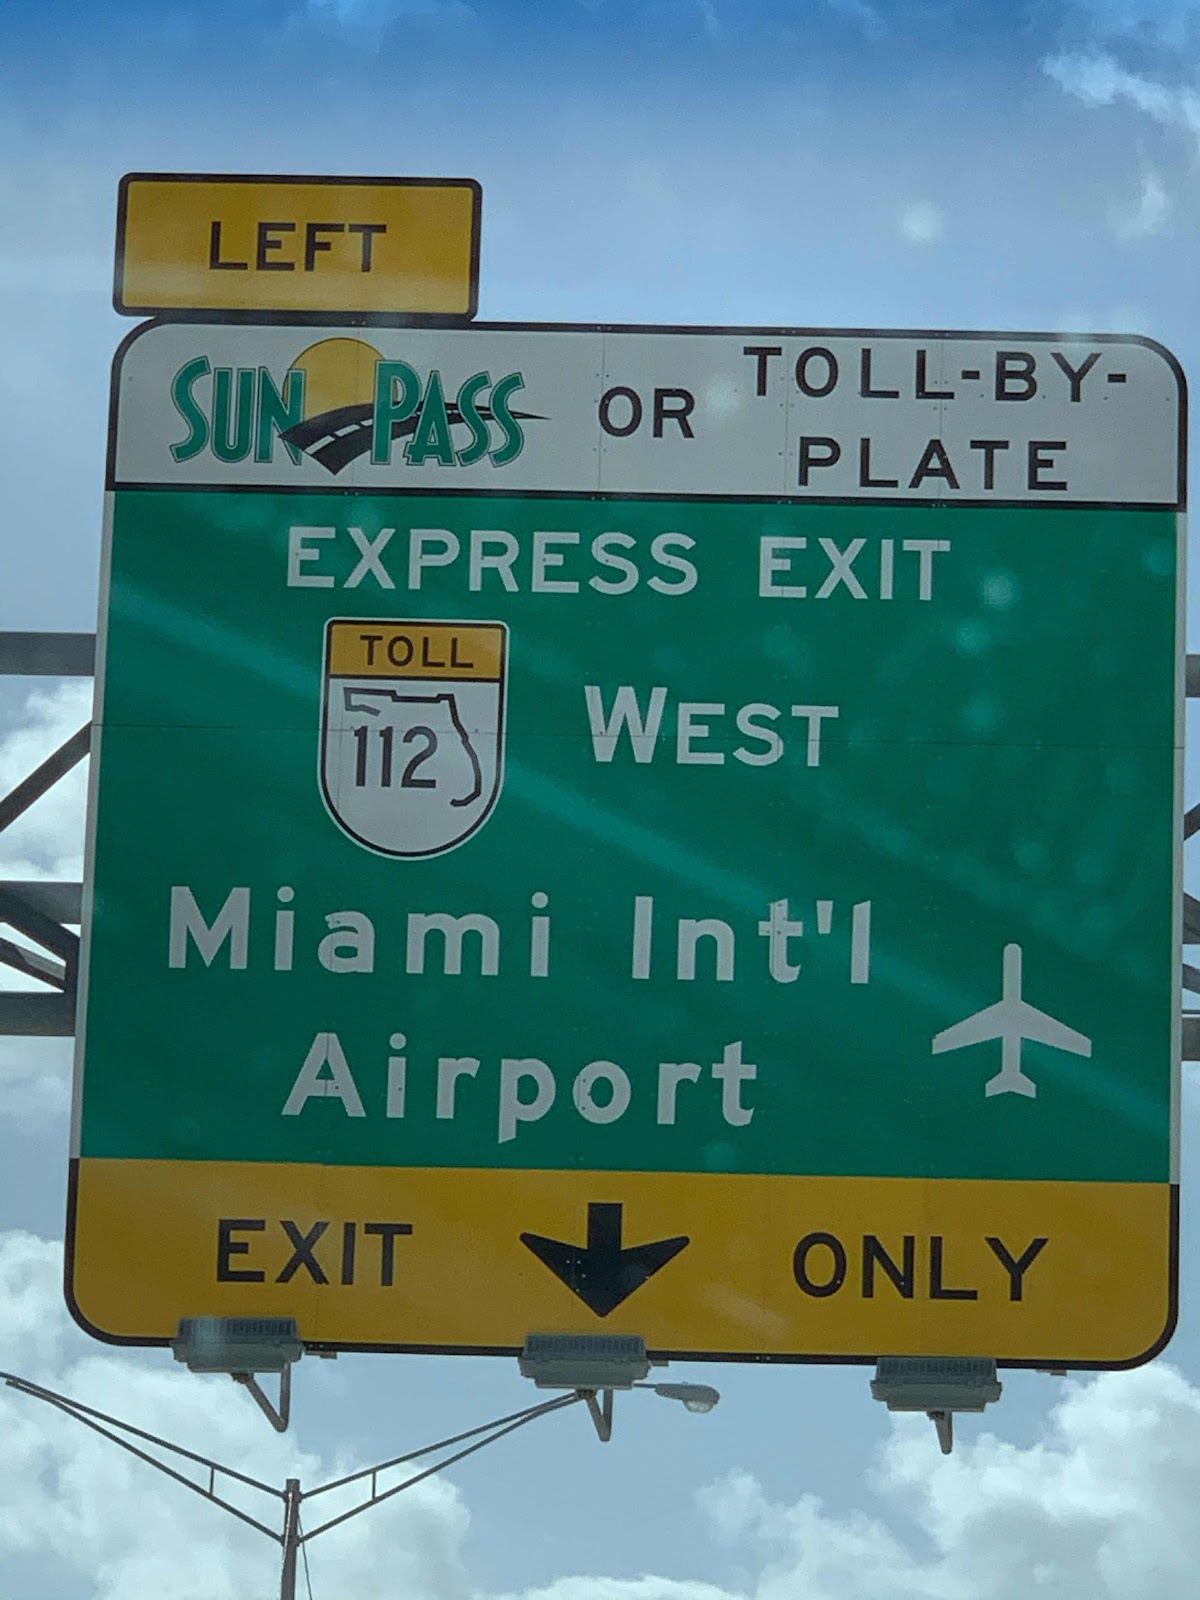 LEFT
SUNPASS OR TOLL-BY-
PLATE
EXPRESS EXIT
TOLL
112 WEST
Miami Int'l
Airport
EXIT ONLY